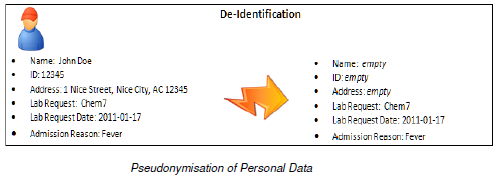 De-Identification
• Name: John Doe
• ID: 12345
• Address: 1 Nice Street, Nice City, AC 12345
• Lab Request: Chem7
• Lab Request Date: 2011-01-17
• Admission Reason: Fever
• Name: empty
• ID: empty
• Address: empty
• Lab Request: Chem7
• Lab Request Date: 2011-01-17
• Admission Reason: Fever
Pseudonymisation of Personal Data